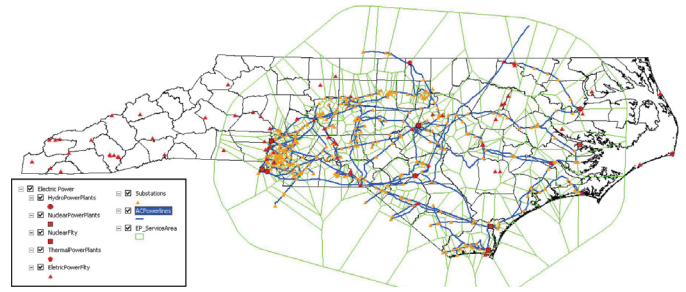 Electric Power
HydroPowerPlants
NuclearPowerPlants
NuclearFlty
ThermalPowerPlants
EletricPowerFlty
Substations
ACPowerlines
EP_ServiceArea